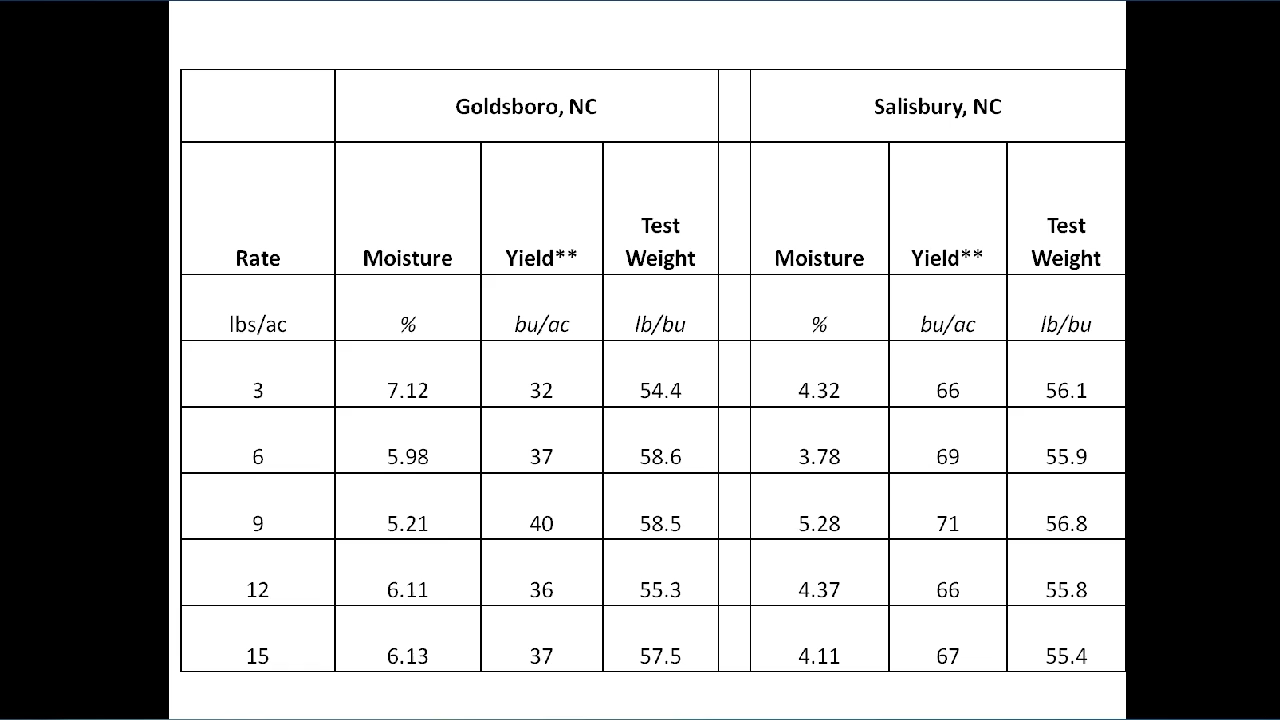 Goldsboro, NC Salisbury, NC
Test Test
Rate Moisture Yield** Weight Moisture Yield** Weight
lbs/ac % bu/ac lb/bu % bu/ac lb/bu
3 7.12 32 54.4 4.32 66 56.1
6 5.98 37 58.6 3.78 69 55.9
9 5.21 40 58.5 5.28 71 56.8
12 6.11 36 55.3 4.37 66 55.8
15 6.13 37 57.5 4.11 67 55.4